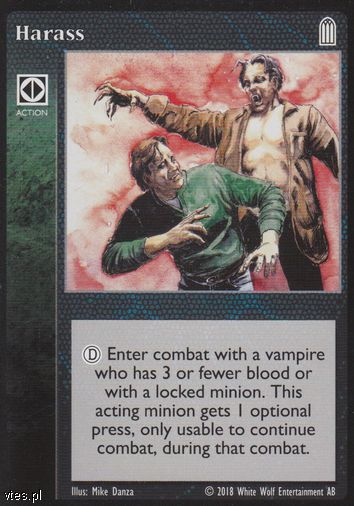 Harass
ACTION
Ⓓ Enter combat with a vampire
who has 3 or fewer blood or
with a locked minion. This
acting minion gets 1 optional
press, only usable to continue
combat, during that combat.
vtes.pl
Illus: Mike Danza © 2018 White Wolf Entertainment AB